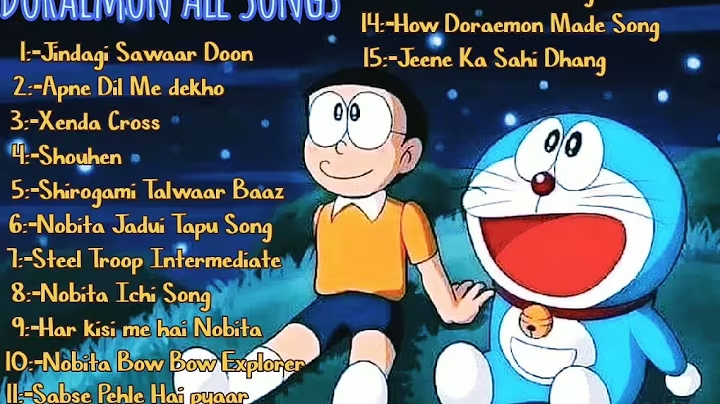 DORAEMON ALL SONGS
1:-Jindagi Sawaar Doon
2:-Apne Dil Me dekho
3:-Xenda Cross
4:-Shouhen
5:-Shirogami Talwaar Baaz
6:-Nobita Jadui Tapu Song
7:-Steel Troop Intermediate
8:-Nobita Ichi Song
9:-Har kisi me hai Nobita
10:-Nobita Bow Bow Explorer
11:-Sabse Pehle Hai pyaar
14:-How Doraemon Made Song
15:-Jeene Ka Sahi Dhang